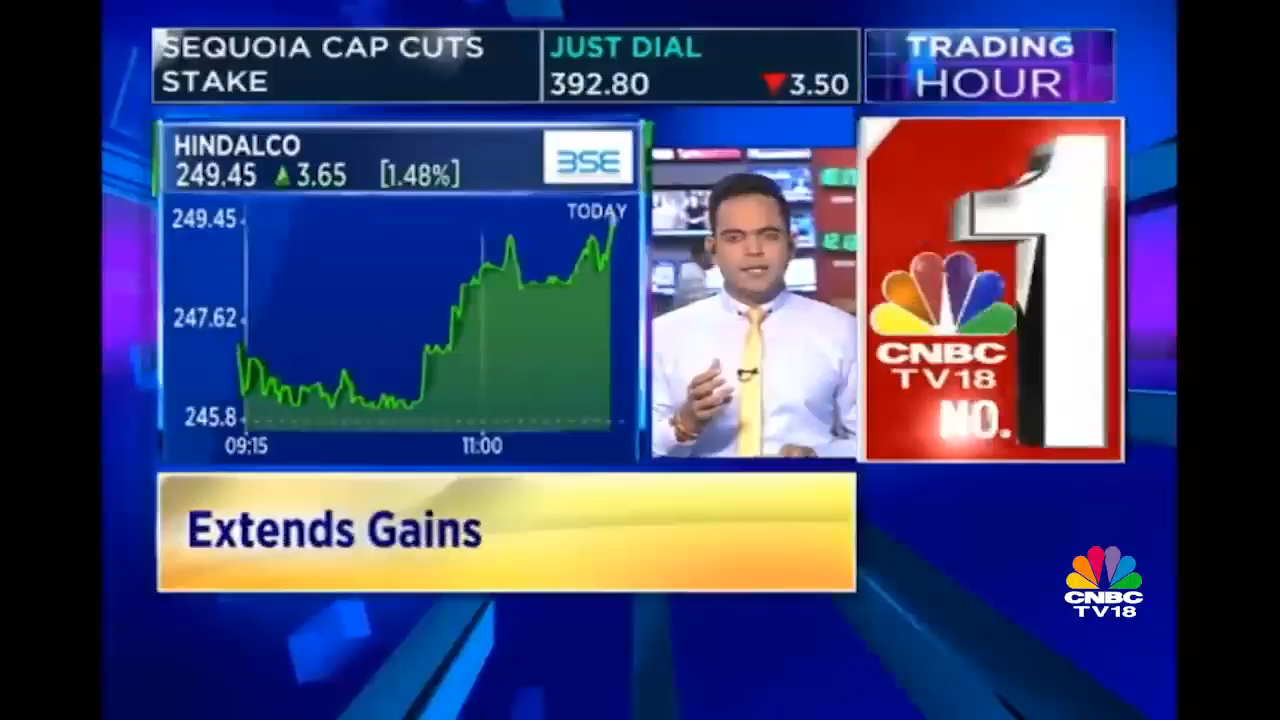 SEQUOIA CAP CUTS
STAKE
JUST DIAL
392.80 ▼3.50
TRADING
HOUR
HINDALCO
249.45 ▲ 3.65 [1.48%]
BSE
TODAY
249.45
247.62
245.8
09:15 11:00
1
CNBC
TV18
NO.
Extends Gains
CNBC
TV18